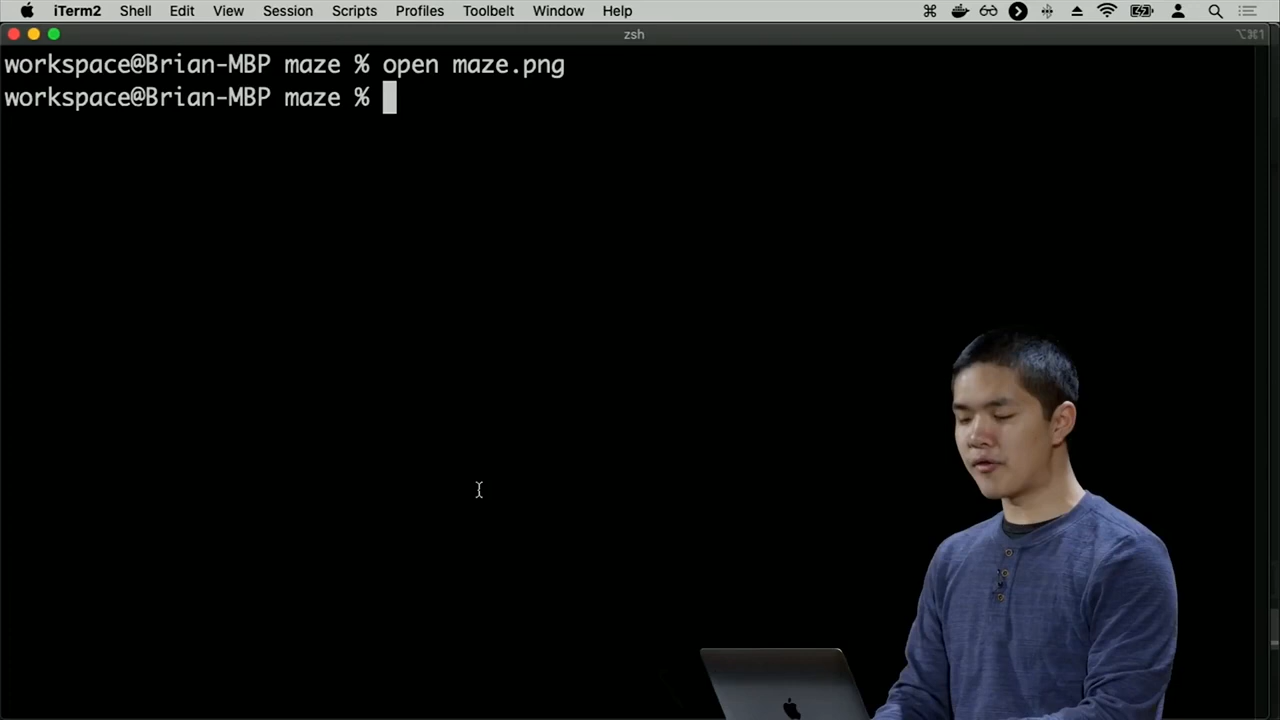 iTerm2 Shell Edit View Session Scripts Profiles Toolbelt Window Help
zsh
⌥⌘1
workspace@Brian-MBP maze % open maze.png
workspace@Brian-MBP maze %